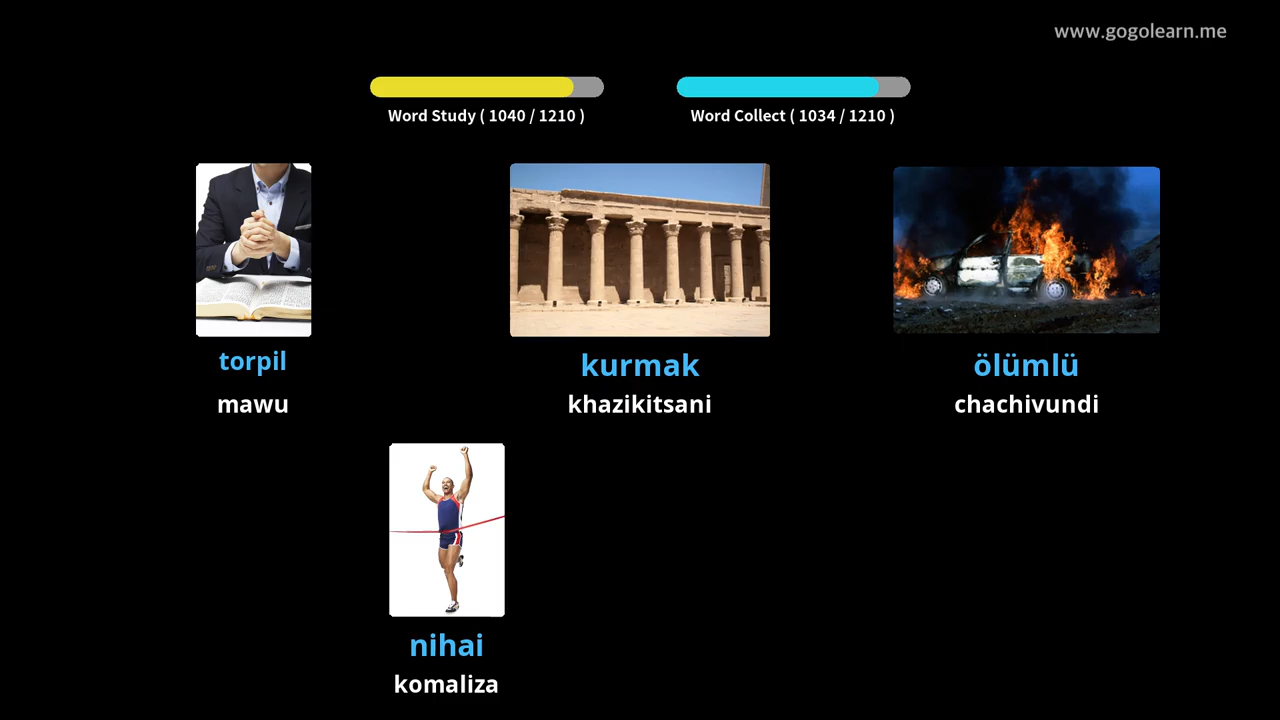 www.gogolearn.me
Word Study ( 1040 / 1210 )
Word Collect ( 1034 / 1210 )
torpil
mawu
kurmak
khazikitsani
ölümlü
chachivundi
nihai
komaliza